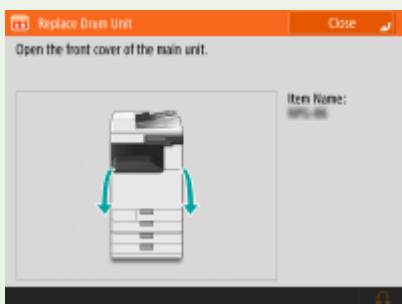 Replace Drum Unit
Close
Open the front cover of the main unit.
Item Name: